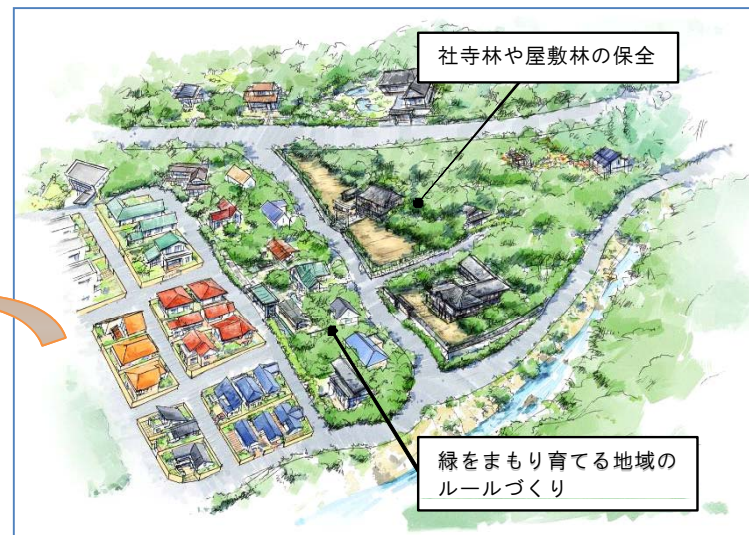 社寺林や屋敷林の保全
緑をまもり育てる地域の
ルールづくり